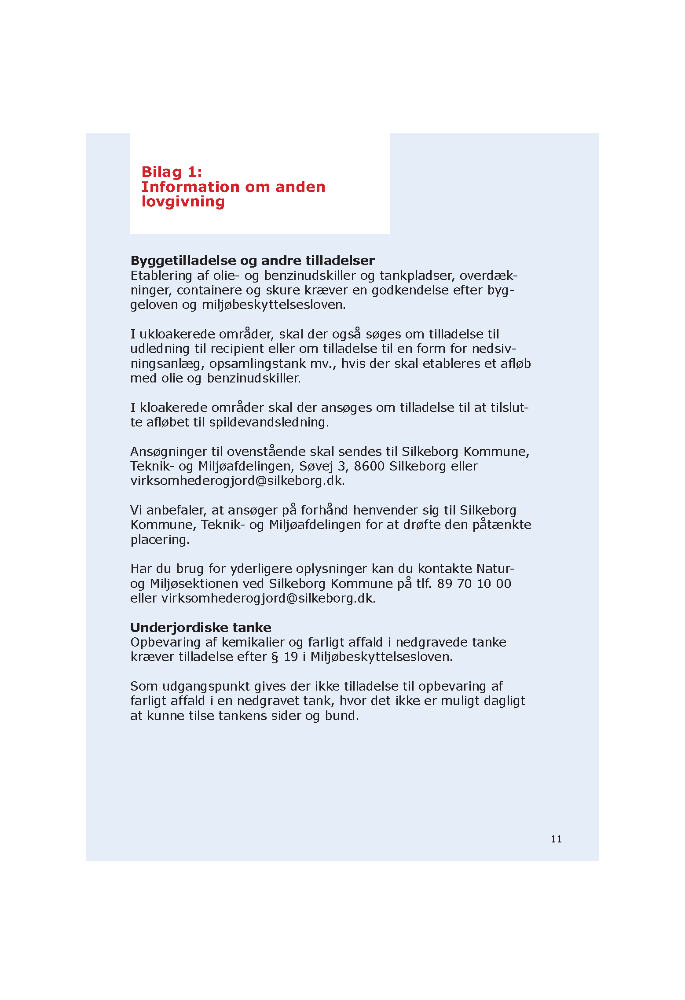 Bilag 1:
Information om anden
lovgivning
Byggetilladelse og andre tilladelser
Etablering af olie- og benzinudskiller og tankpladser, overdæk-
ninger, containere og skure kræver en godkendelse efter byg-
geloven og miljøbeskyttelsesloven.
I ukloakerede områder, skal der også søges om tilladelse til
udledning til recipient eller om tilladelse til en form for nedsiv-
ningsanlæg, opsamlingstank mv., hvis der skal etableres et afløb
med olie og benzinudskiller.
I kloakerede områder skal der ansøges om tilladelse til at tilslut-
te afløbet til spildevandsledning.
Ansøgninger til ovenstående skal sendes til Silkeborg Kommune,
Teknik- og Miljøafdelingen, Søvej 3, 8600 Silkeborg eller
virksomhederogjord@silkeborg.dk.
Vi anbefaler, at ansøger på forhånd henvender sig til Silkeborg
Kommune, Teknik- og Miljøafdelingen for at drøfte den påtænkte
placering.
Har du brug for yderligere oplysninger kan du kontakte Natur-
og Miljøsektionen ved Silkeborg Kommune på tlf. 89 70 10 00
eller virksomhederogjord@silkeborg.dk.
Underjordiske tanke
Opbevaring af kemikalier og farligt affald i nedgravede tanke
kræver tilladelse efter § 19 i Miljøbeskyttelsesloven.
Som udgangspunkt gives der ikke tilladelse til opbevaring af
farligt affald i en nedgravet tank, hvor det ikke er muligt dagligt
at kunne tilse tankens sider og bund.
11